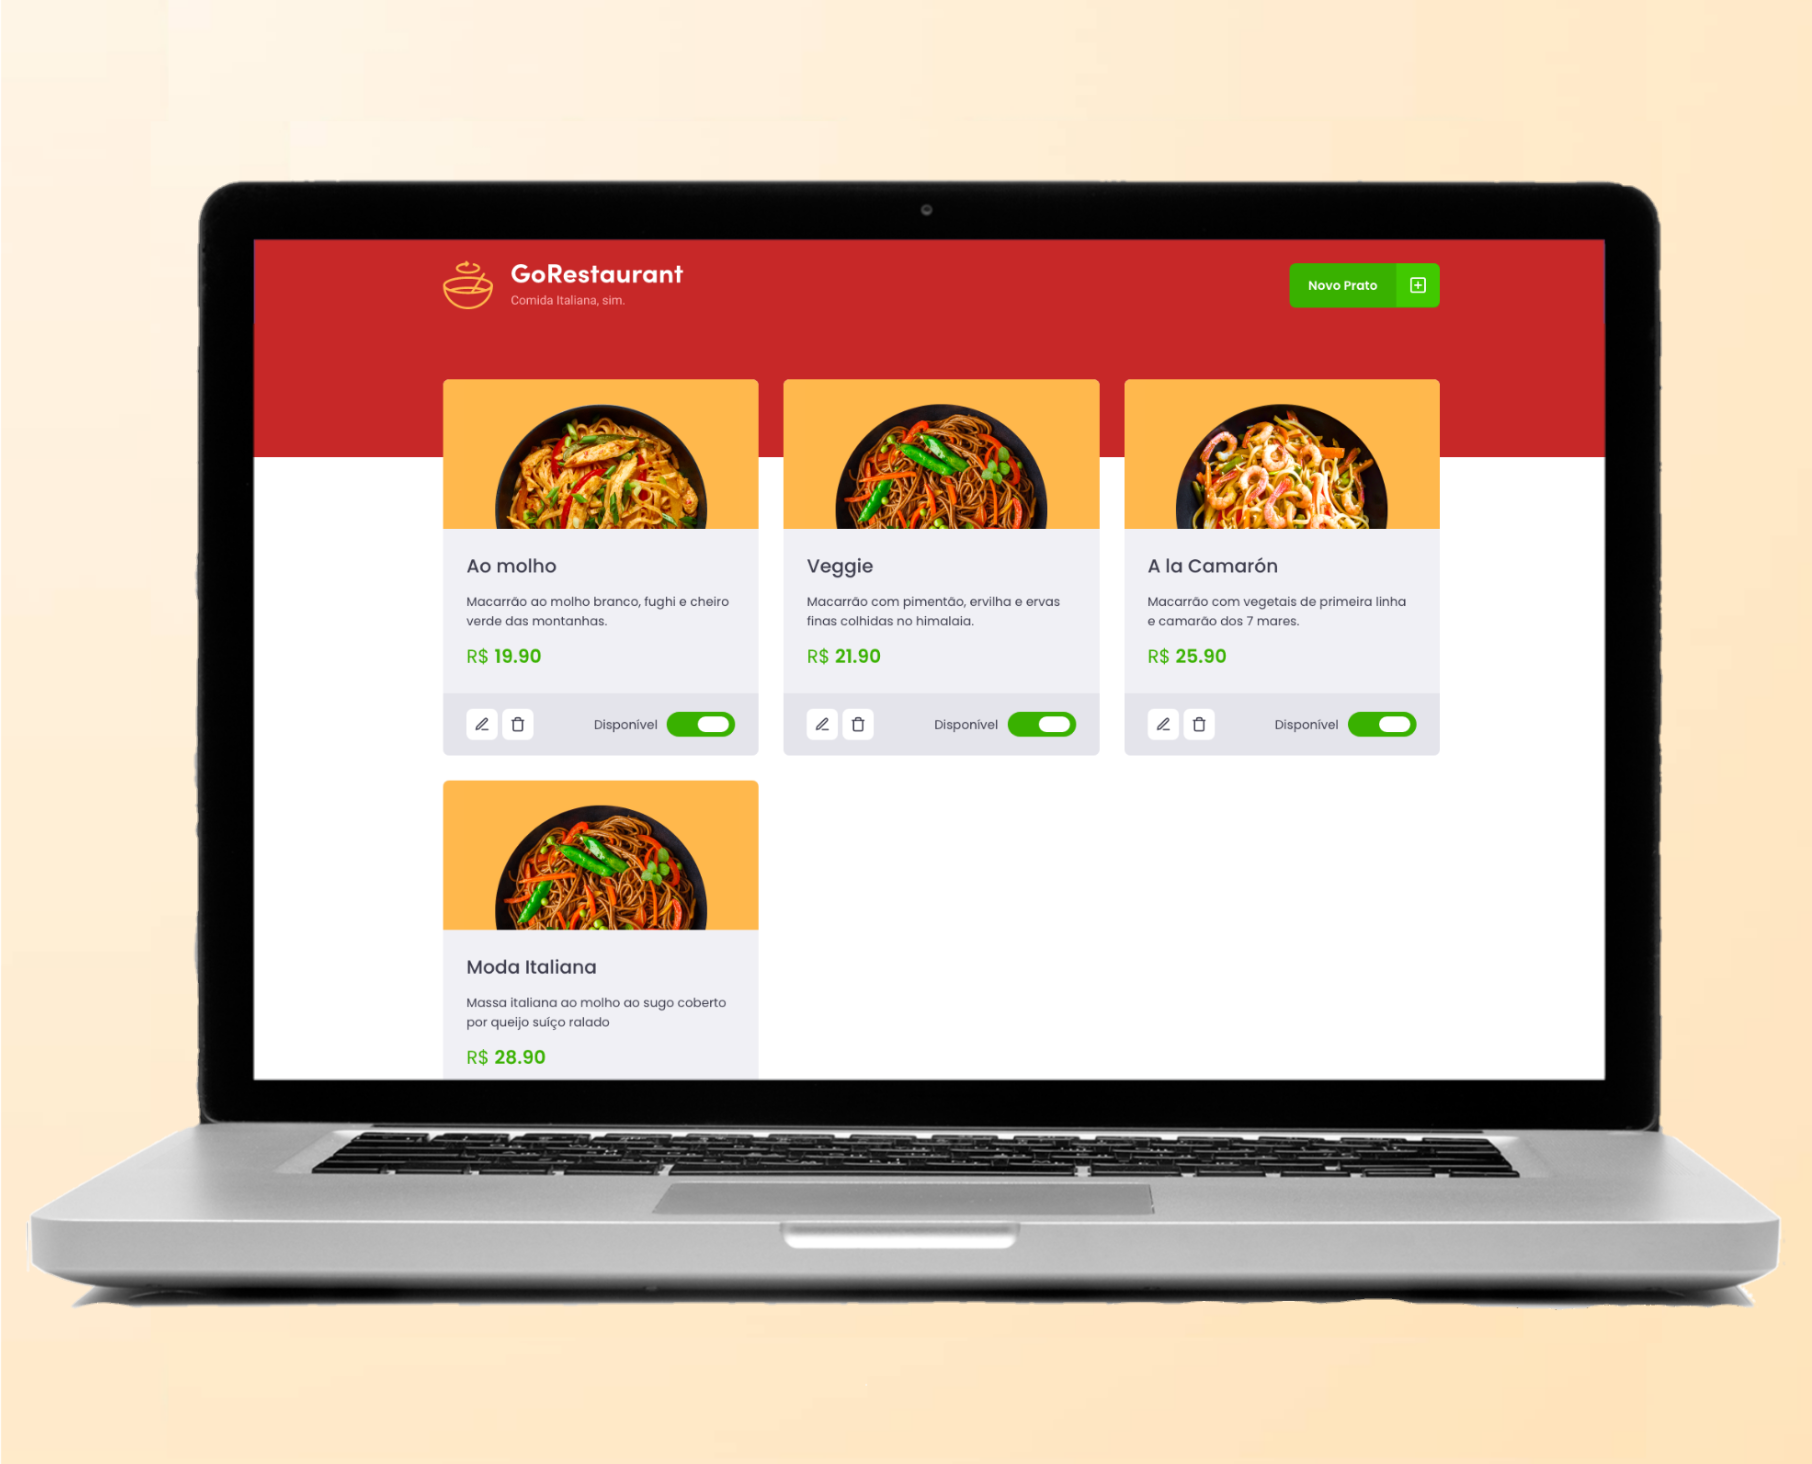 GoRestaurant
Comida Italiana, sim.
Novo Prato
Ao molho
Macarrão ao molho branco, fughi e cheiro
verde das montanhas.
R$ 19.90
Disponível
Veggie
Macarrão com pimentão, ervilha e ervas
finas colhidas no himalaia.
R$ 21.90
Disponível
A la Camarón
Macarrão com vegetais de primeira linha
e camarão dos 7 mares.
R$ 25.90
Disponível
Moda Italiana
Massa italiana ao molho ao sugo coberto
por queijo suíço ralado
R$ 28.90